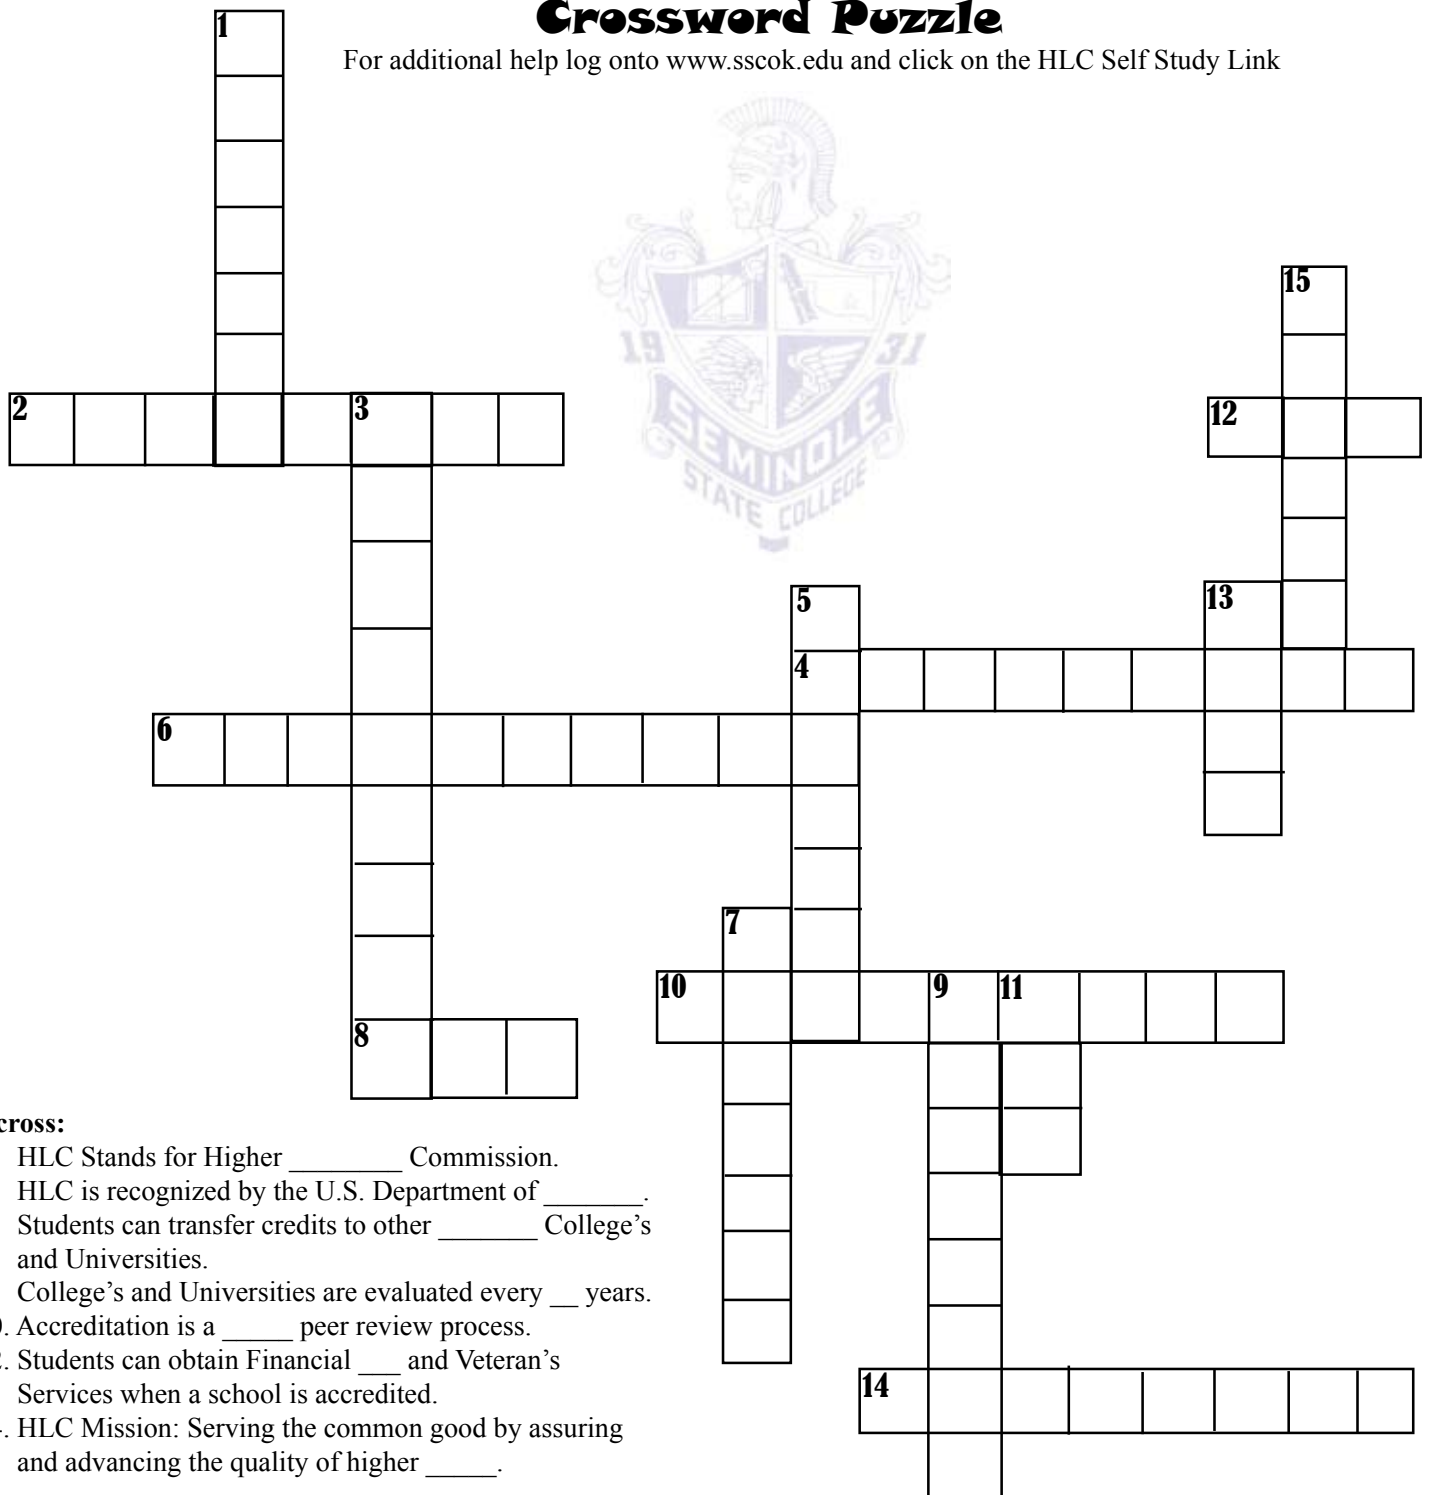 Crossword Puzzle
For additional help log onto www.sscok.edu and click on the HLC Self Study Link
1
15
2
3
12
19 31
SEMINOLE
STATE COLLEGE
5
13
4
6
7
10
9
11
8
cross:
HLC Stands for Higher ________ Commission.
HLC is recognized by the U.S. Department of _______.
Students can transfer credits to other _______ College’s
and Universities.
College’s and Universities are evaluated every __ years.
. Accreditation is a _____ peer review process.
. Students can obtain Financial ___ and Veteran’s
Services when a school is accredited.
. HLC Mission: Serving the common good by assuring
and advancing the quality of higher _____.
14